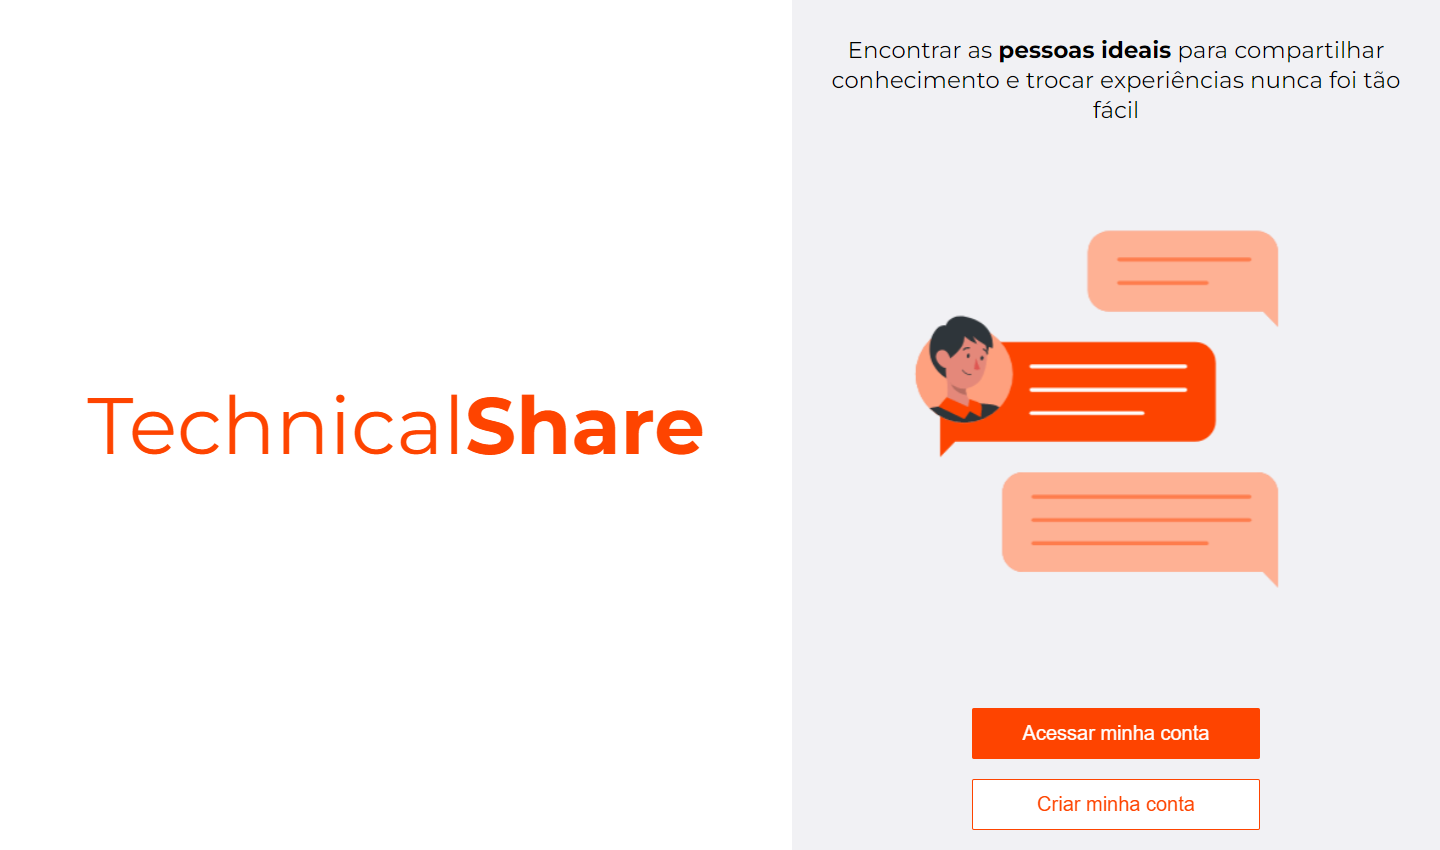 TechnicalShare
Encontrar as pessoas ideais para compartilhar
conhecimento e trocar experiências nunca foi tão
fácil
Acessar minha conta
Criar minha conta